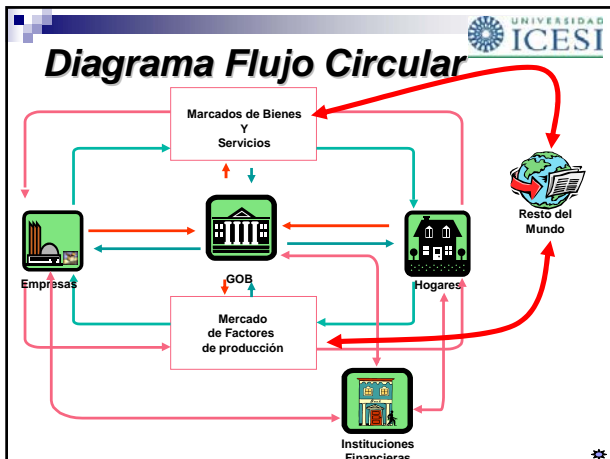 UNIVERSIDAD
ICESI
Diagrama Flujo Circular
Marcados de Bienes
Y
Servicios
Resto del
Mundo
Empresas
GOB
Hogares
Mercado
de Factores
de producción
Instituciones
Financieras